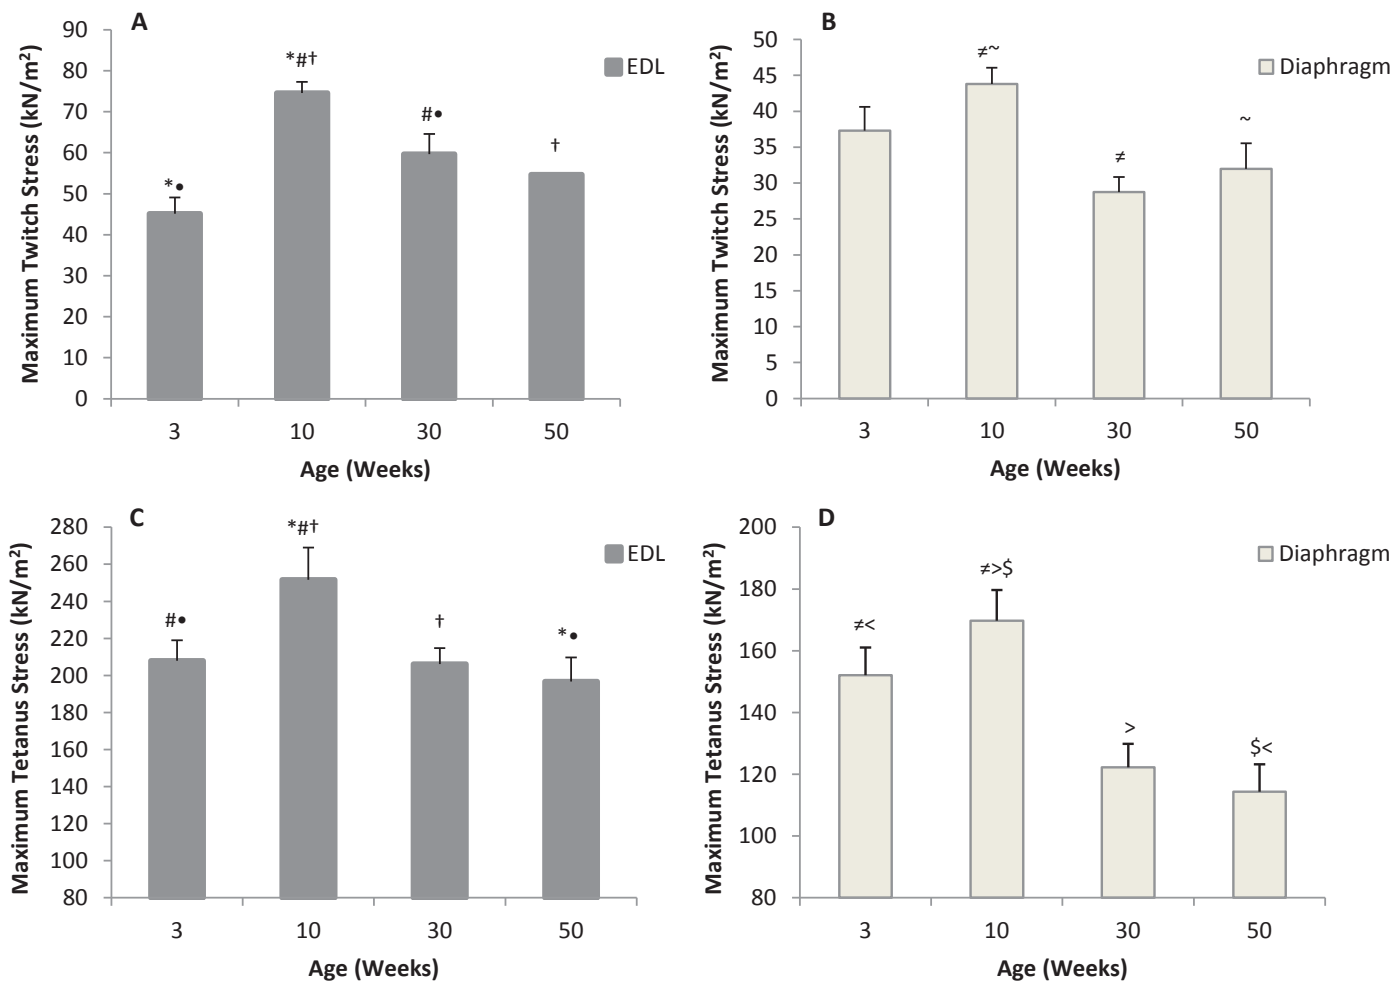 A
Maximum Twitch Stress (kN/m²)
90
80
70
60
50
40
30
20
10
0
*•
*#†
#•
†
EDL
3 10 30 50
Age (Weeks)
B
Maximum Twitch Stress (kN/m²)
50
45
40
35
30
25
20
15
10
5
0
≠~
≠
~
Diaphragm
3 10 30 50
Age (Weeks)
C
Maximum Tetanus Stress (kN/m²)
280
260
240
220
200
180
160
140
120
100
80
#•
*#†
†
*•
EDL
3 10 30 50
Age (Weeks)
D
Maximum Tetanus Stress (kN/m²)
200
180
160
140
120
100
80
≠<
≠>$
>
$<
Diaphragm
3 10 30 50
Age (Weeks)